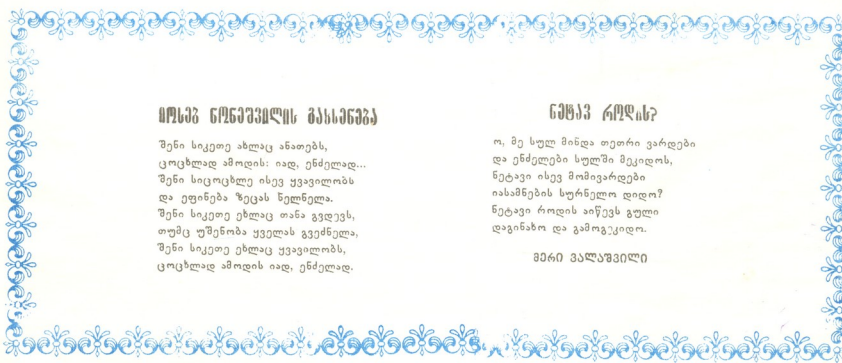 იოსებ ნონეშვილის გახსენება
შენი სიკეთე ახლაც ანათებს,
ცოცხლად ამოდის: იად, ენძელად...
შენი სიცოცხლე ისევ ყვავილობს
და ეფინება ზეცას ნელნელა.
შენი სიკეთე ეხლაც თანა გვდევს,
თუმც უშენობა ყველას გვეძნელა,
შენი სიკეთე ეხლაც ყვავილობს,
ცოცხლად ამოდის იად, ენძელად.
ნეტავ როდის?
ო, მე სულ მინდა თეთრი ვარდები
და ენძელები სულში მეკიდოს,
ნეტავი ისევ მომივარდები
იასამნების სურნელო დიდო?
ნეტავი როდის აიწევს გული
დაგინახო და გამოგეკიდო.
მერი ვალაშვილი